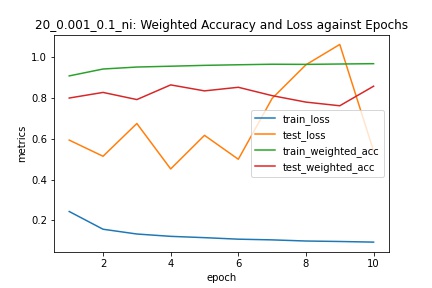 20_0.001_0.1_ni: Weighted Accuracy and Loss against Epochs
1.0
0.8
0.6
0.4
0.2
metrics
train_loss
test_loss
train_weighted_acc
test_weighted_acc
2
4
6
8
10
epoch